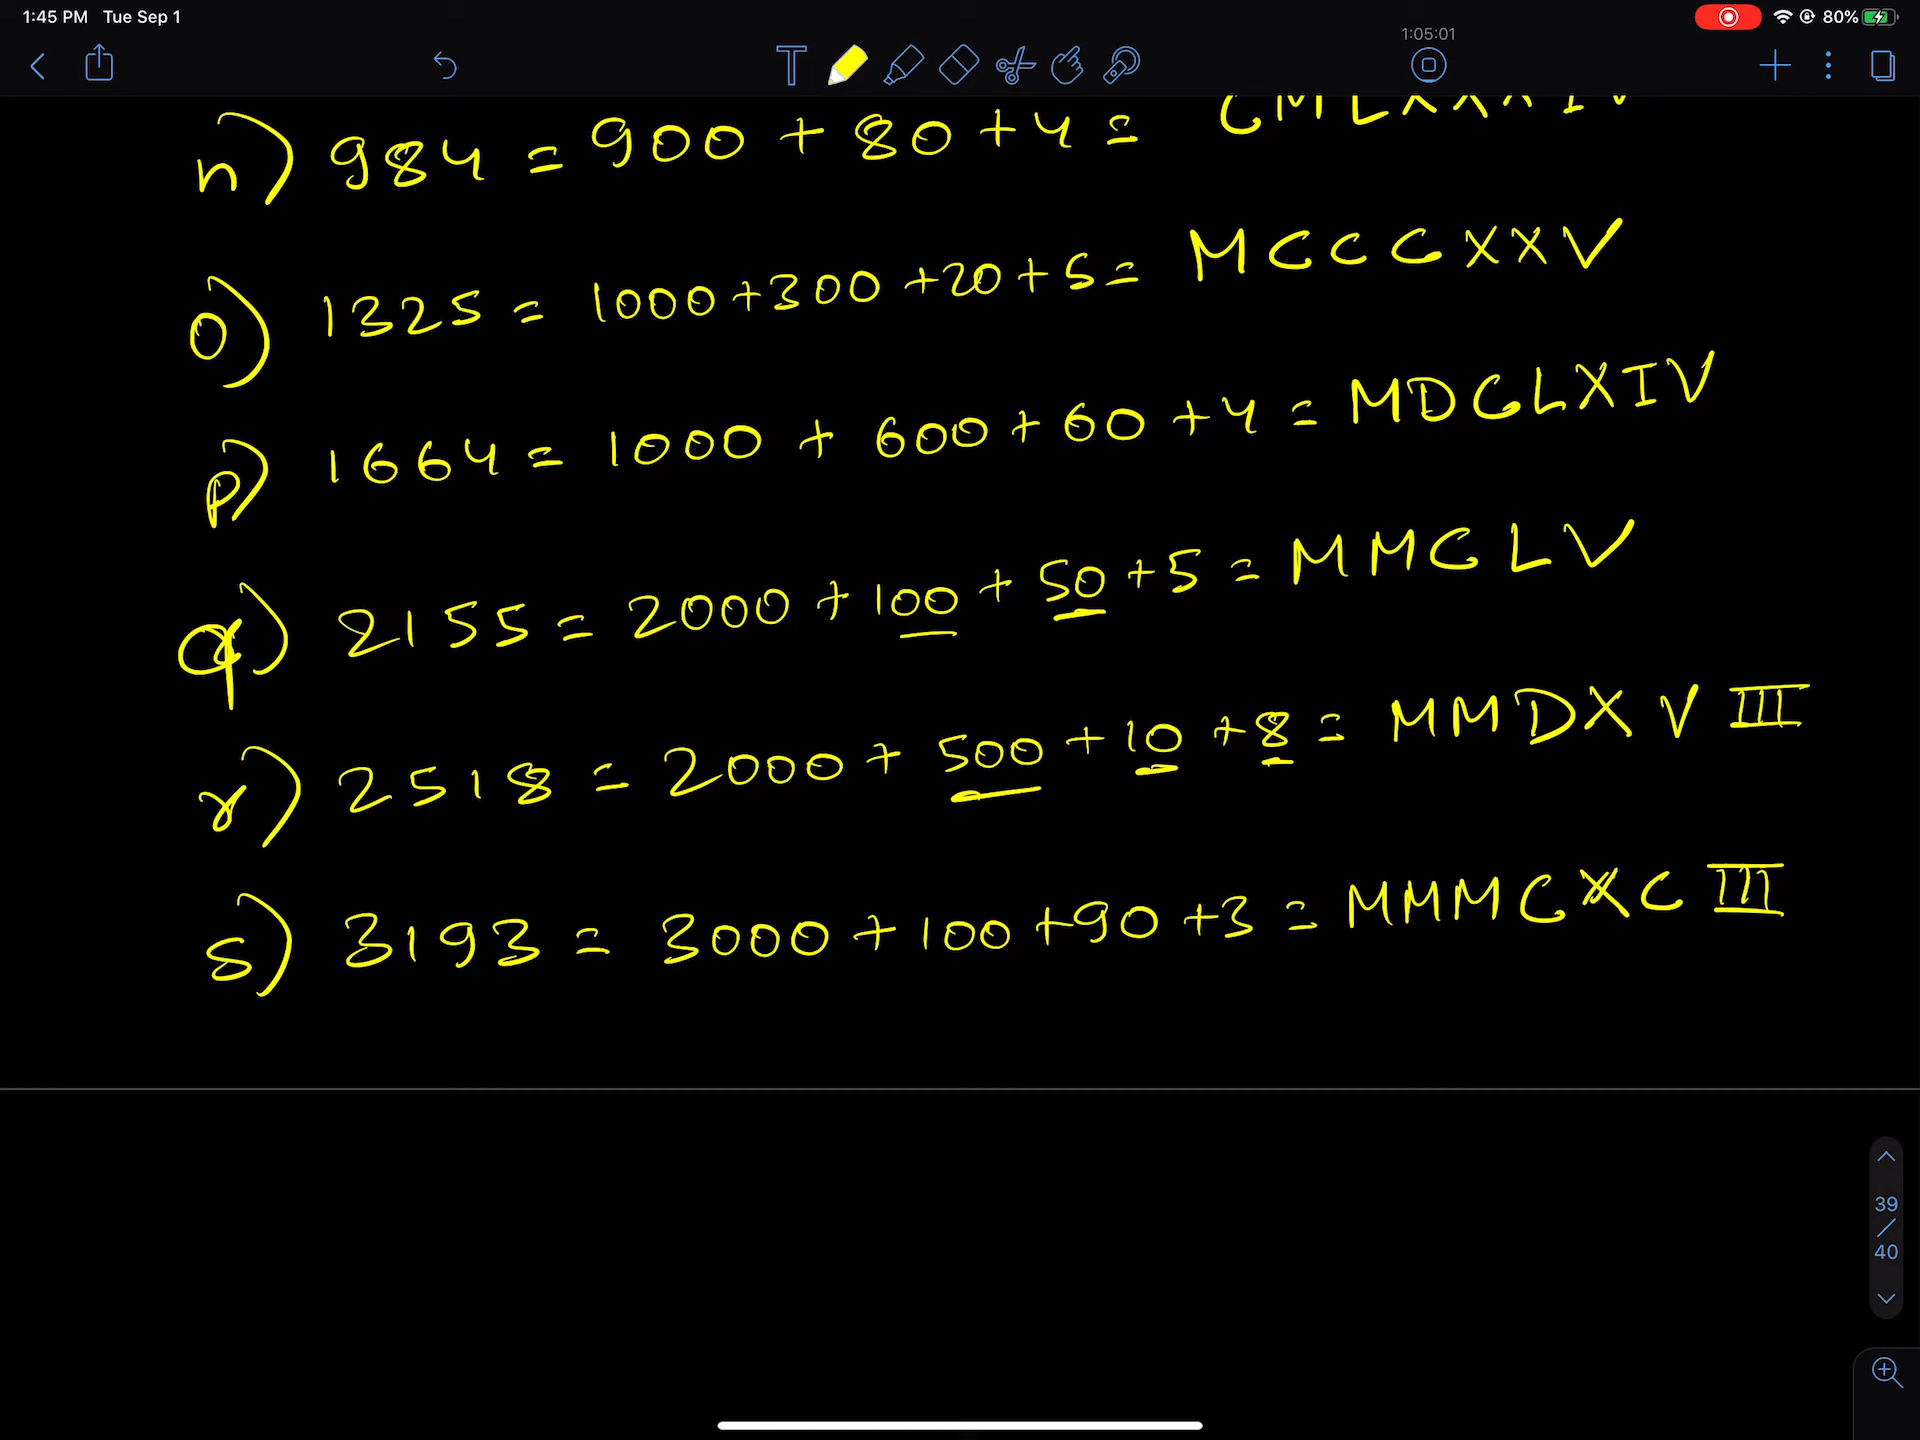 1:45 PM Tue Sep 1
80%
1:05:01
n) 984 = 900 + 80 + 4 = CMLXXXIV
o) 1325 = 1000 + 300 + 20 + 5 = MCCCXXV
p) 1664 = 1000 + 600 + 60 + 4 = MDCLXIV
q) 2155 = 2000 + 100 + 50 + 5 = MMCLV
r) 2518 = 2000 + 500 + 10 + 8 = MMDXVIII
s) 3193 = 3000 + 100 + 90 + 3 = MMMCXCIII
39
/
40